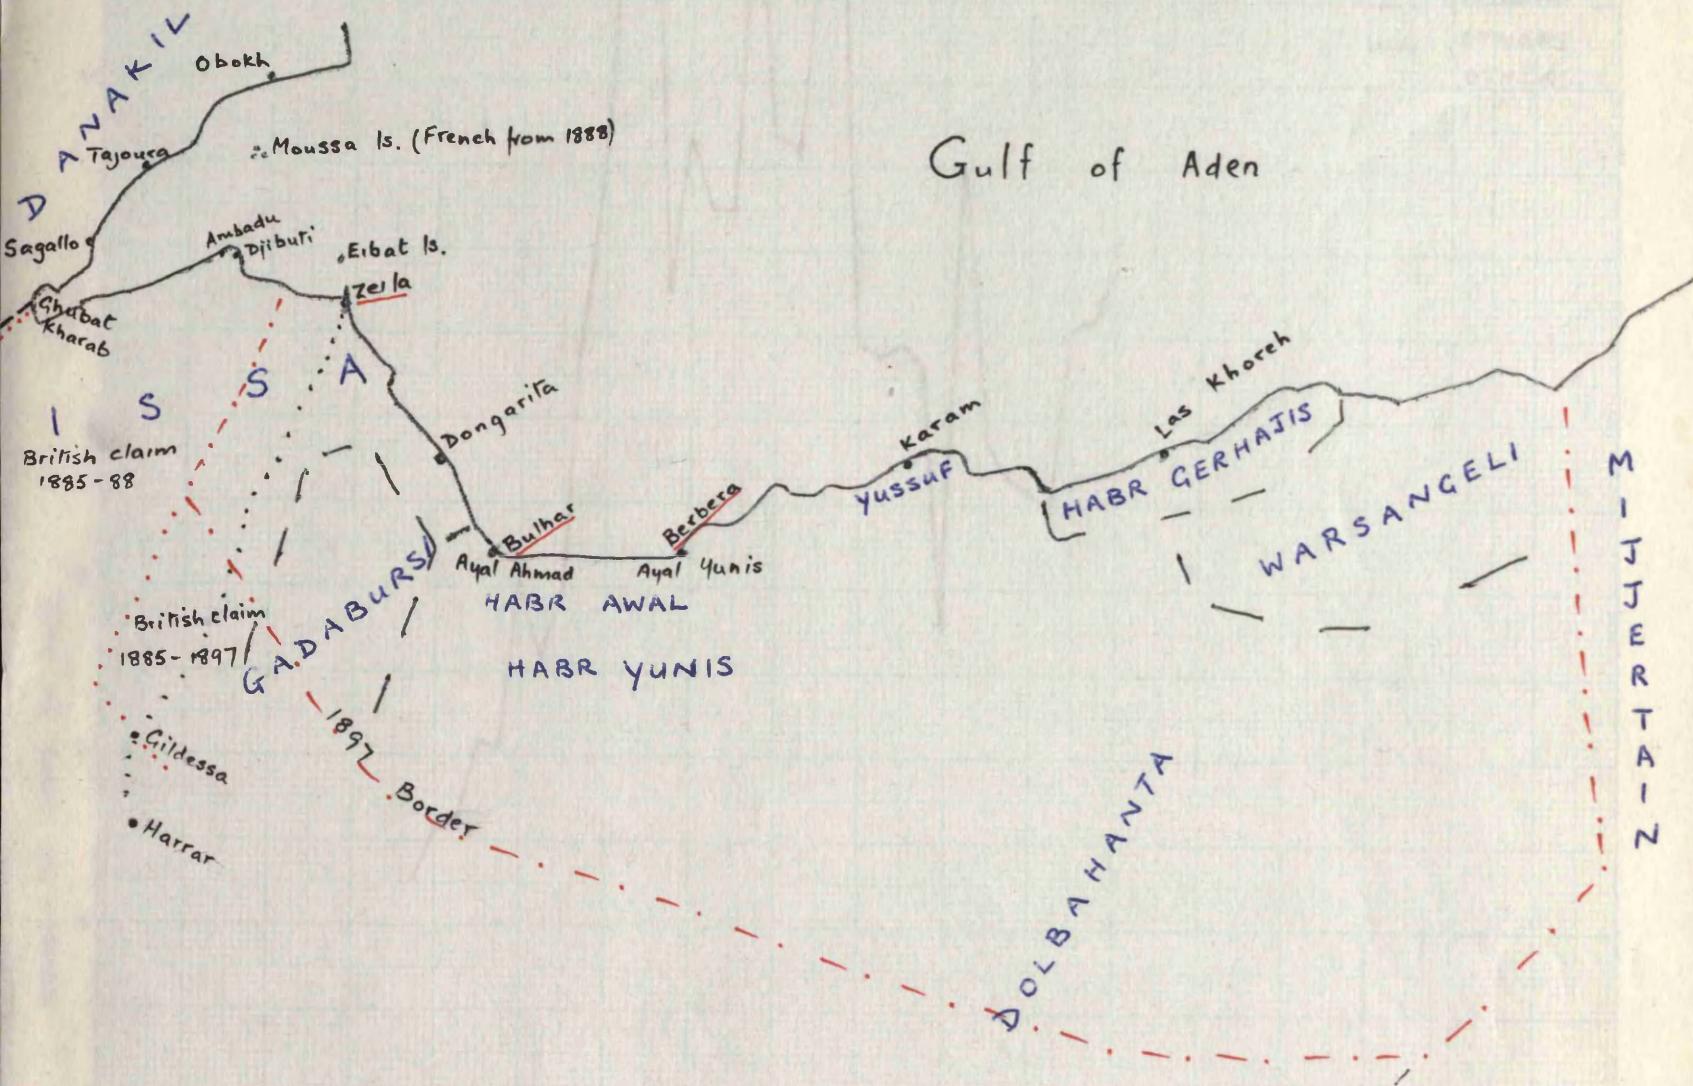 DANAKIL
Obokh
Moussa Is. (French from 1888)
Tajoura
Gulf of Aden
Sagallo
Ambadu
Djibuti
Eibat Is.
Zeila
Ghubat
Kharab
ISSA
British claim
1885-88
Dongarita
Karam
Las Khoreh
Bulhar
Berbera
Yussuf
HABR GERHAJIS
WARSANGELI
MIJJERTAIN
Ayal Ahmad
Ayal Yunis
HABR AWAL
British claim
1885-1897
GADABURSI
HABR YUNIS
1897
Border
Gildessa
Harrar
DOLBAHANTA